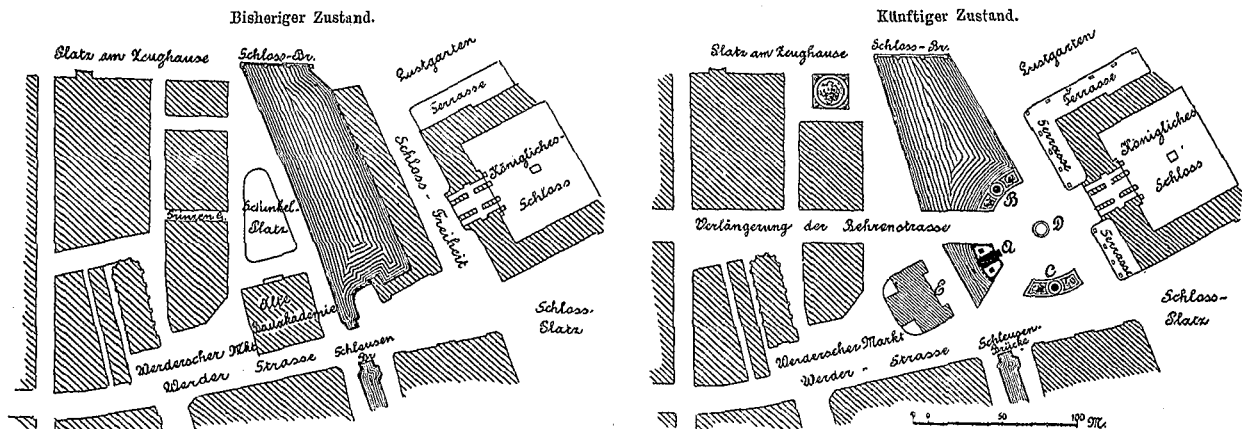 Bisheriger Zustand.
Platz am Zeughause
Schloss-Br.
Lustgarten
Terrasse
Königliches-
Schloss
Schloss-Freiheit
Schinkel-
Platz
Alte
Bauakademie
Werderscher Mkt.
Werder Strasse
Schleusen
Br.
Schloss-
Platz
Künftiger Zustand.
Platz am Zeughause
Schloss-Br.
Lustgarten
Terrasse
Terrasse
Königliches
Schloss
B
Verlängerung der Behrenstrasse
D
A
C
E
Terrasse
Schloss-
Platz
Werderscher Markt
Werder-Strasse
Schleusen-
Brücke
0 50 100 M.